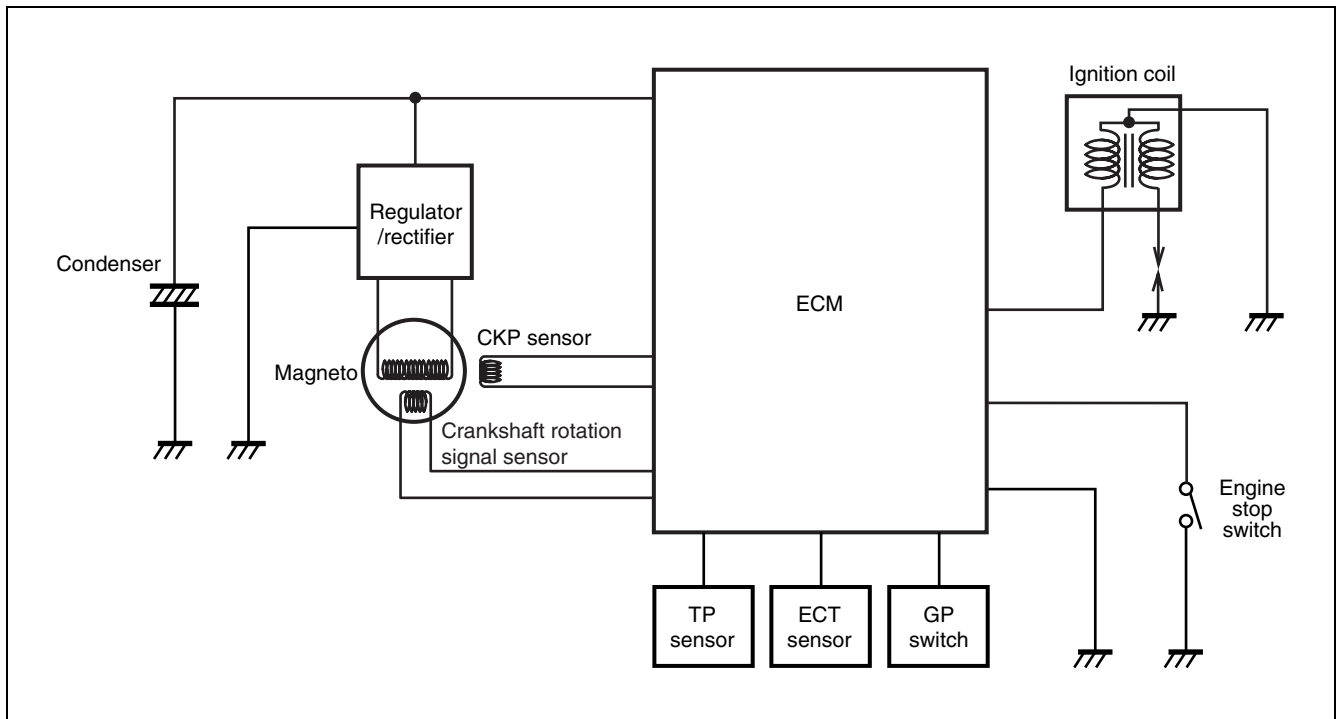 Ignition coil
Regulator
/rectifier
Condenser
ECM
CKP sensor
Magneto
Crankshaft rotation
signal sensor
Engine
stop
switch
TP
sensor
ECT
sensor
GP
switch